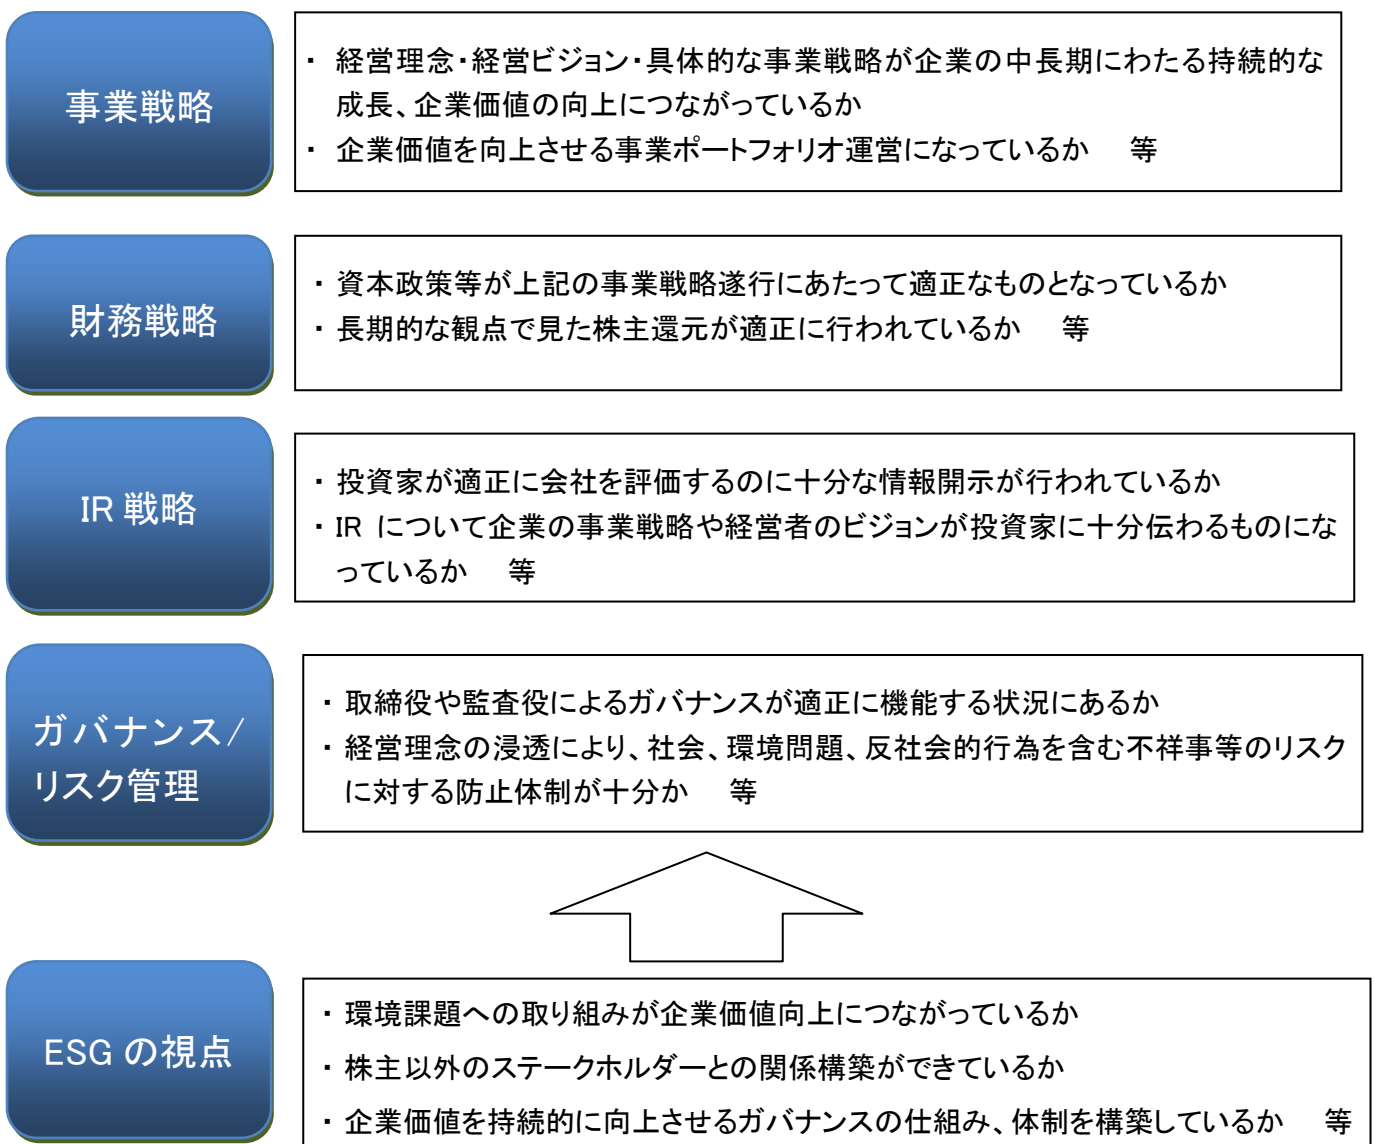 事業戦略
・ 経営理念・経営ビジョン・具体的な事業戦略が企業の中長期にわたる持続的な
成長、企業価値の向上につながっているか
・ 企業価値を向上させる事業ポートフォリオ運営になっているか 等
財務戦略
・ 資本政策等が上記の事業戦略遂行にあたって適正なものとなっているか
・ 長期的な観点で見た株主還元が適正に行われているか 等
IR 戦略
・ 投資家が適正に会社を評価するのに十分な情報開示が行われているか
・ IR について企業の事業戦略や経営者のビジョンが投資家に十分伝わるものにな
っているか 等
ガバナンス/
リスク管理
・ 取締役や監査役によるガバナンスが適正に機能する状況にあるか
・ 経営理念の浸透により、社会、環境問題、反社会的行為を含む不祥事等のリスク
に対する防止体制が十分か 等
ESG の視点
・ 環境課題への取り組みが企業価値向上につながっているか
・ 株主以外のステークホルダーとの関係構築ができているか
・ 企業価値を持続的に向上させるガバナンスの仕組み、体制を構築しているか 等